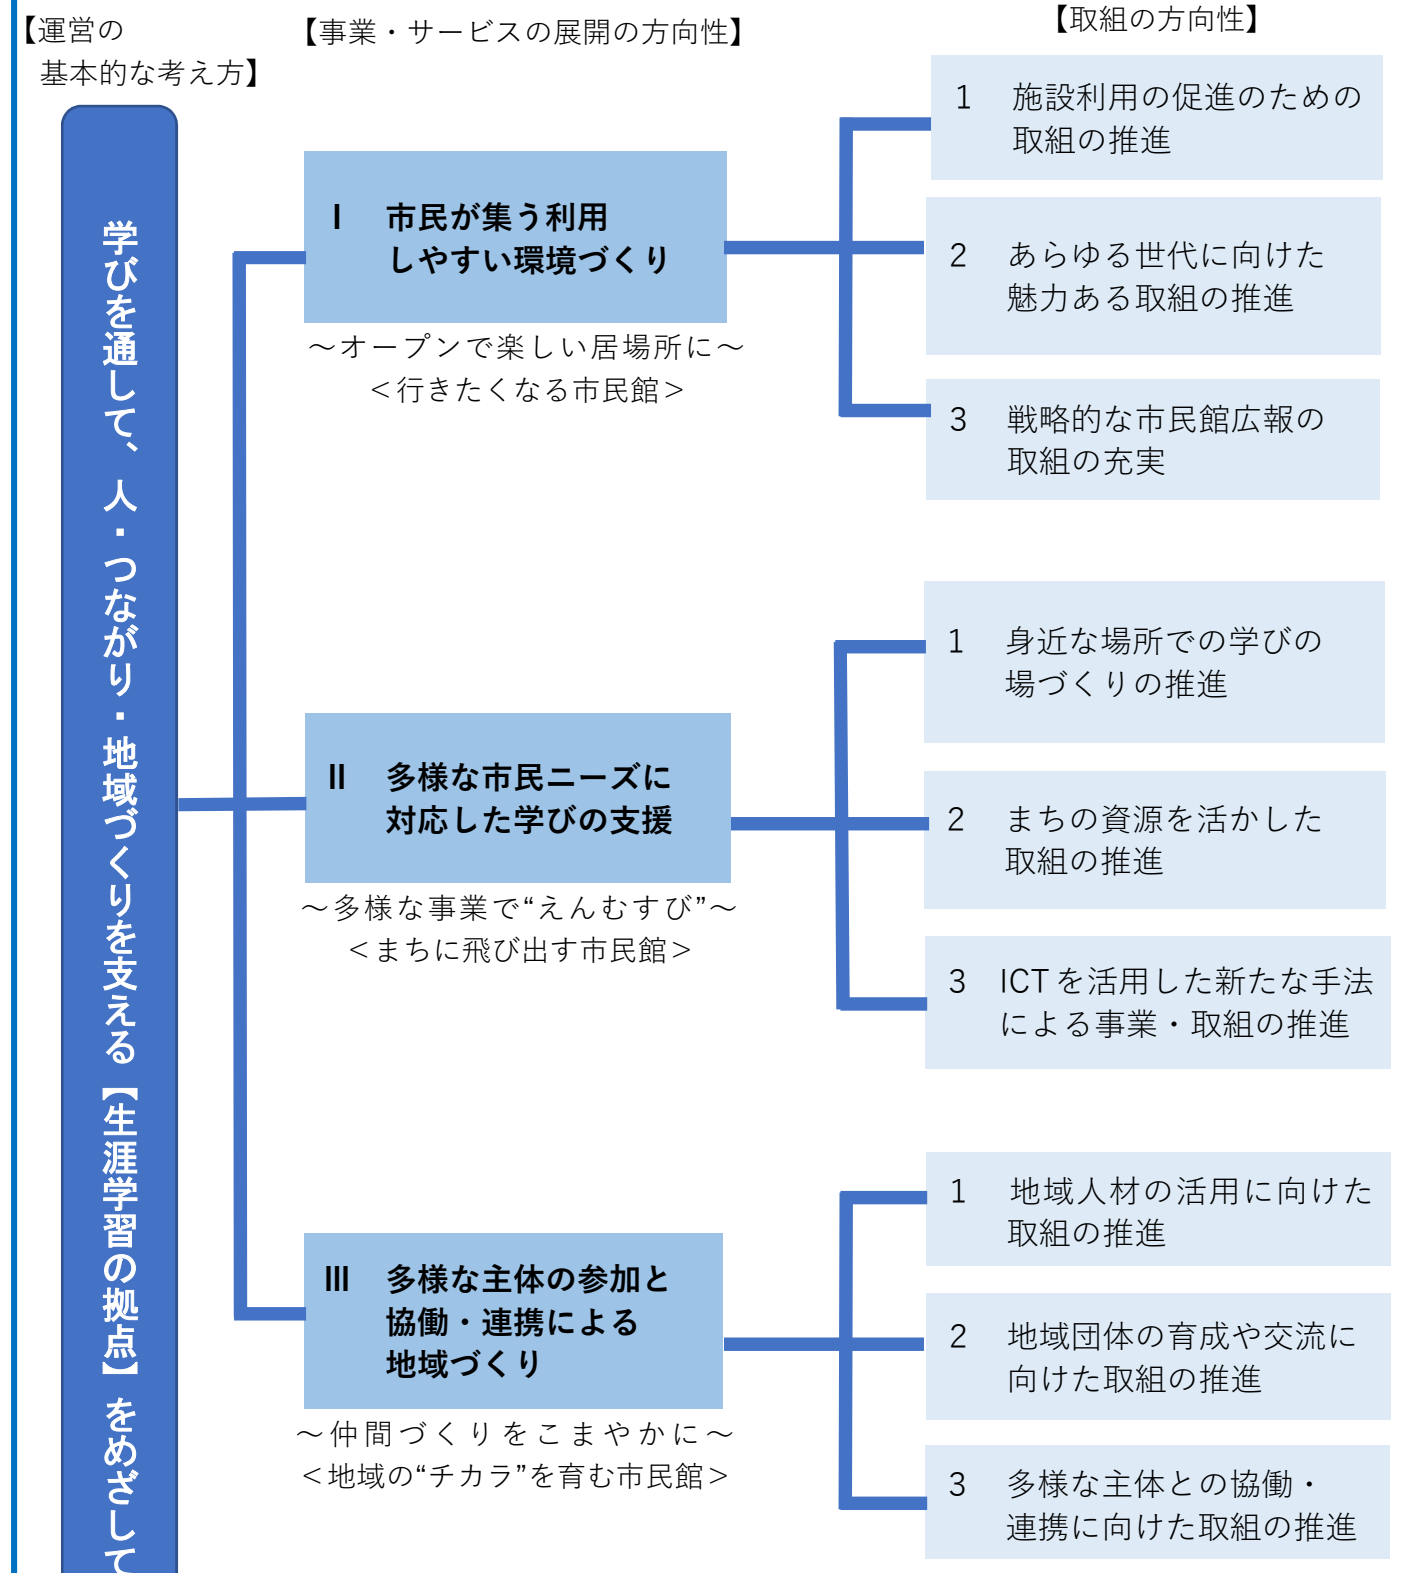 【運営の
基本的な考え方】
【事業・サービスの展開の方向性】
【取組の方向性】
学びを通して、人・つながり・地域づくりを支える【生涯学習の拠点】をめざして
Ⅰ 市民が集う利用
しやすい環境づくり
～オープンで楽しい居場所に～
＜行きたくなる市民館＞
1 施設利用の促進のための
取組の推進
2 あらゆる世代に向けた
魅力ある取組の推進
3 戦略的な市民館広報の
取組の充実
Ⅱ 多様な市民ニーズに
対応した学びの支援
～多様な事業で“えんむすび”～
＜まちに飛び出す市民館＞
1 身近な場所での学びの
場づくりの推進
2 まちの資源を活かした
取組の推進
3 ICTを活用した新たな手法
による事業・取組の推進
Ⅲ 多様な主体の参加と
協働・連携による
地域づくり
～仲間づくりをこまやかに～
＜地域の“チカラ”を育む市民館＞
1 地域人材の活用に向けた
取組の推進
2 地域団体の育成や交流に
向けた取組の推進
3 多様な主体との協働・
連携に向けた取組の推進